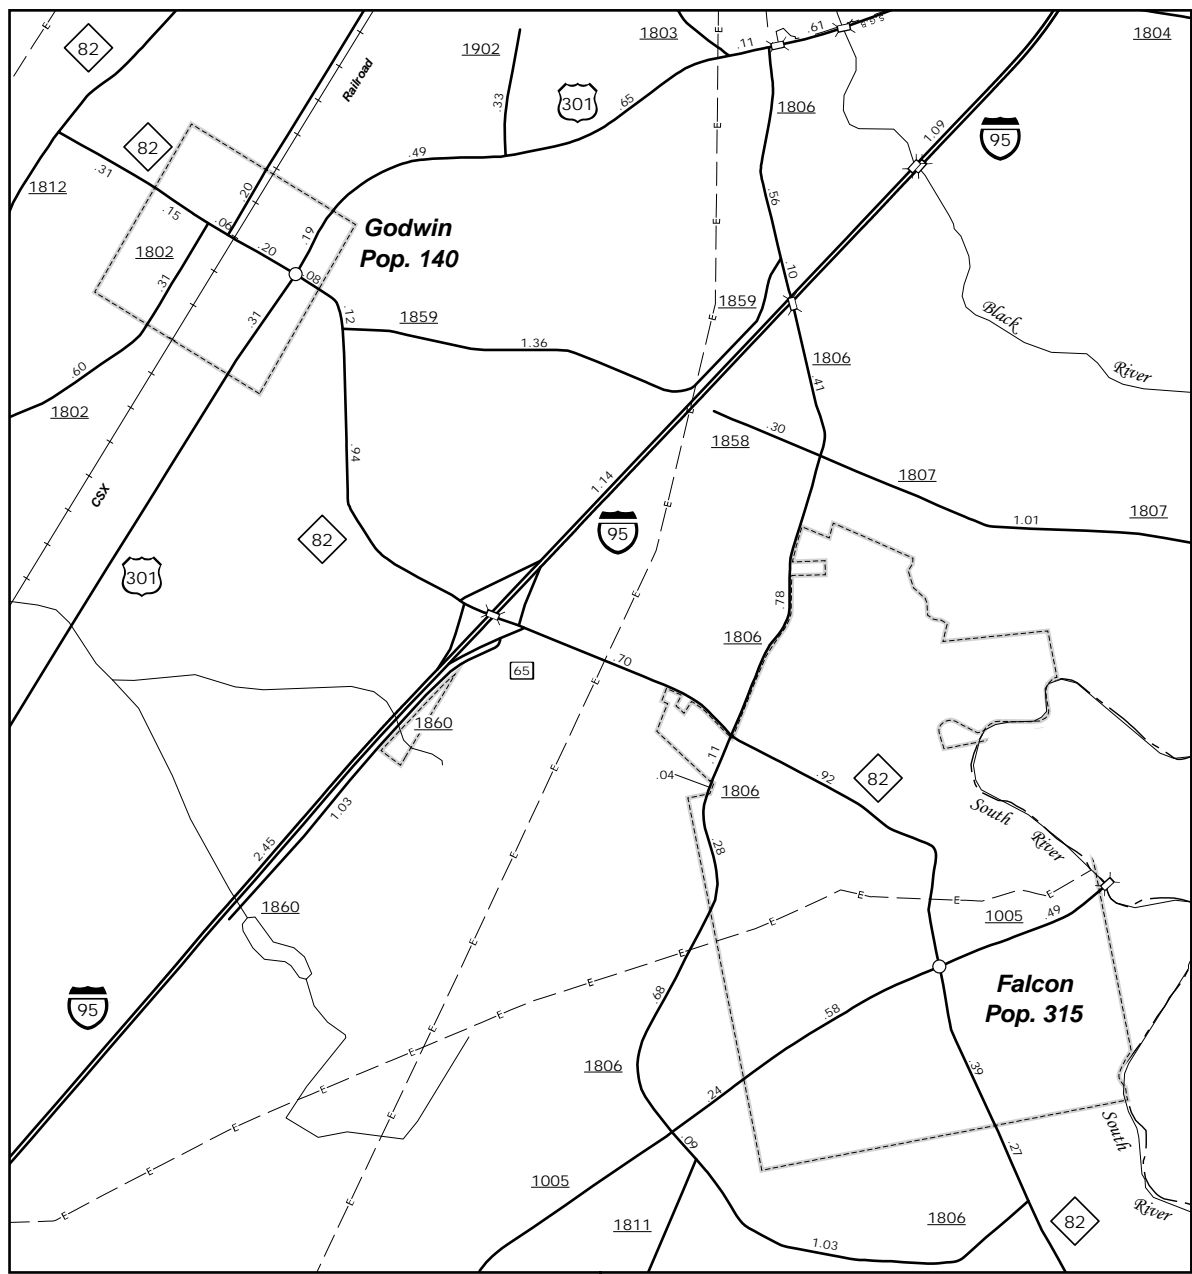 E
82
1902
1803
.11
.61
1804
Railroad
.33
301
.65
1806
E
1.09
95
82
.49
.31
1812
.20
.56
.15
.06
.19
Godwin
Pop. 140
E
1802
.20
.08
.10
.31
.31
.12
1859
1859
E
Black
River
1.36
.60
1806
.41
1802
E
.30
1858
.94
1807
CSX
1.14
E
1807
1.01
82
95
301
E
.78
1806
.70
65
E
1860
.11
.04
1806
.92
82
E
1.03
South
River
2.45
.28
E
1860
E
E
E
1005
.49
E
E
E
Falcon
Pop. 315
E
.68
95
E
.58
E
E
1806
.39
E
.24
E
E
.09
South
.27
E
1005
E
E
1811
1806
82
River
1.03